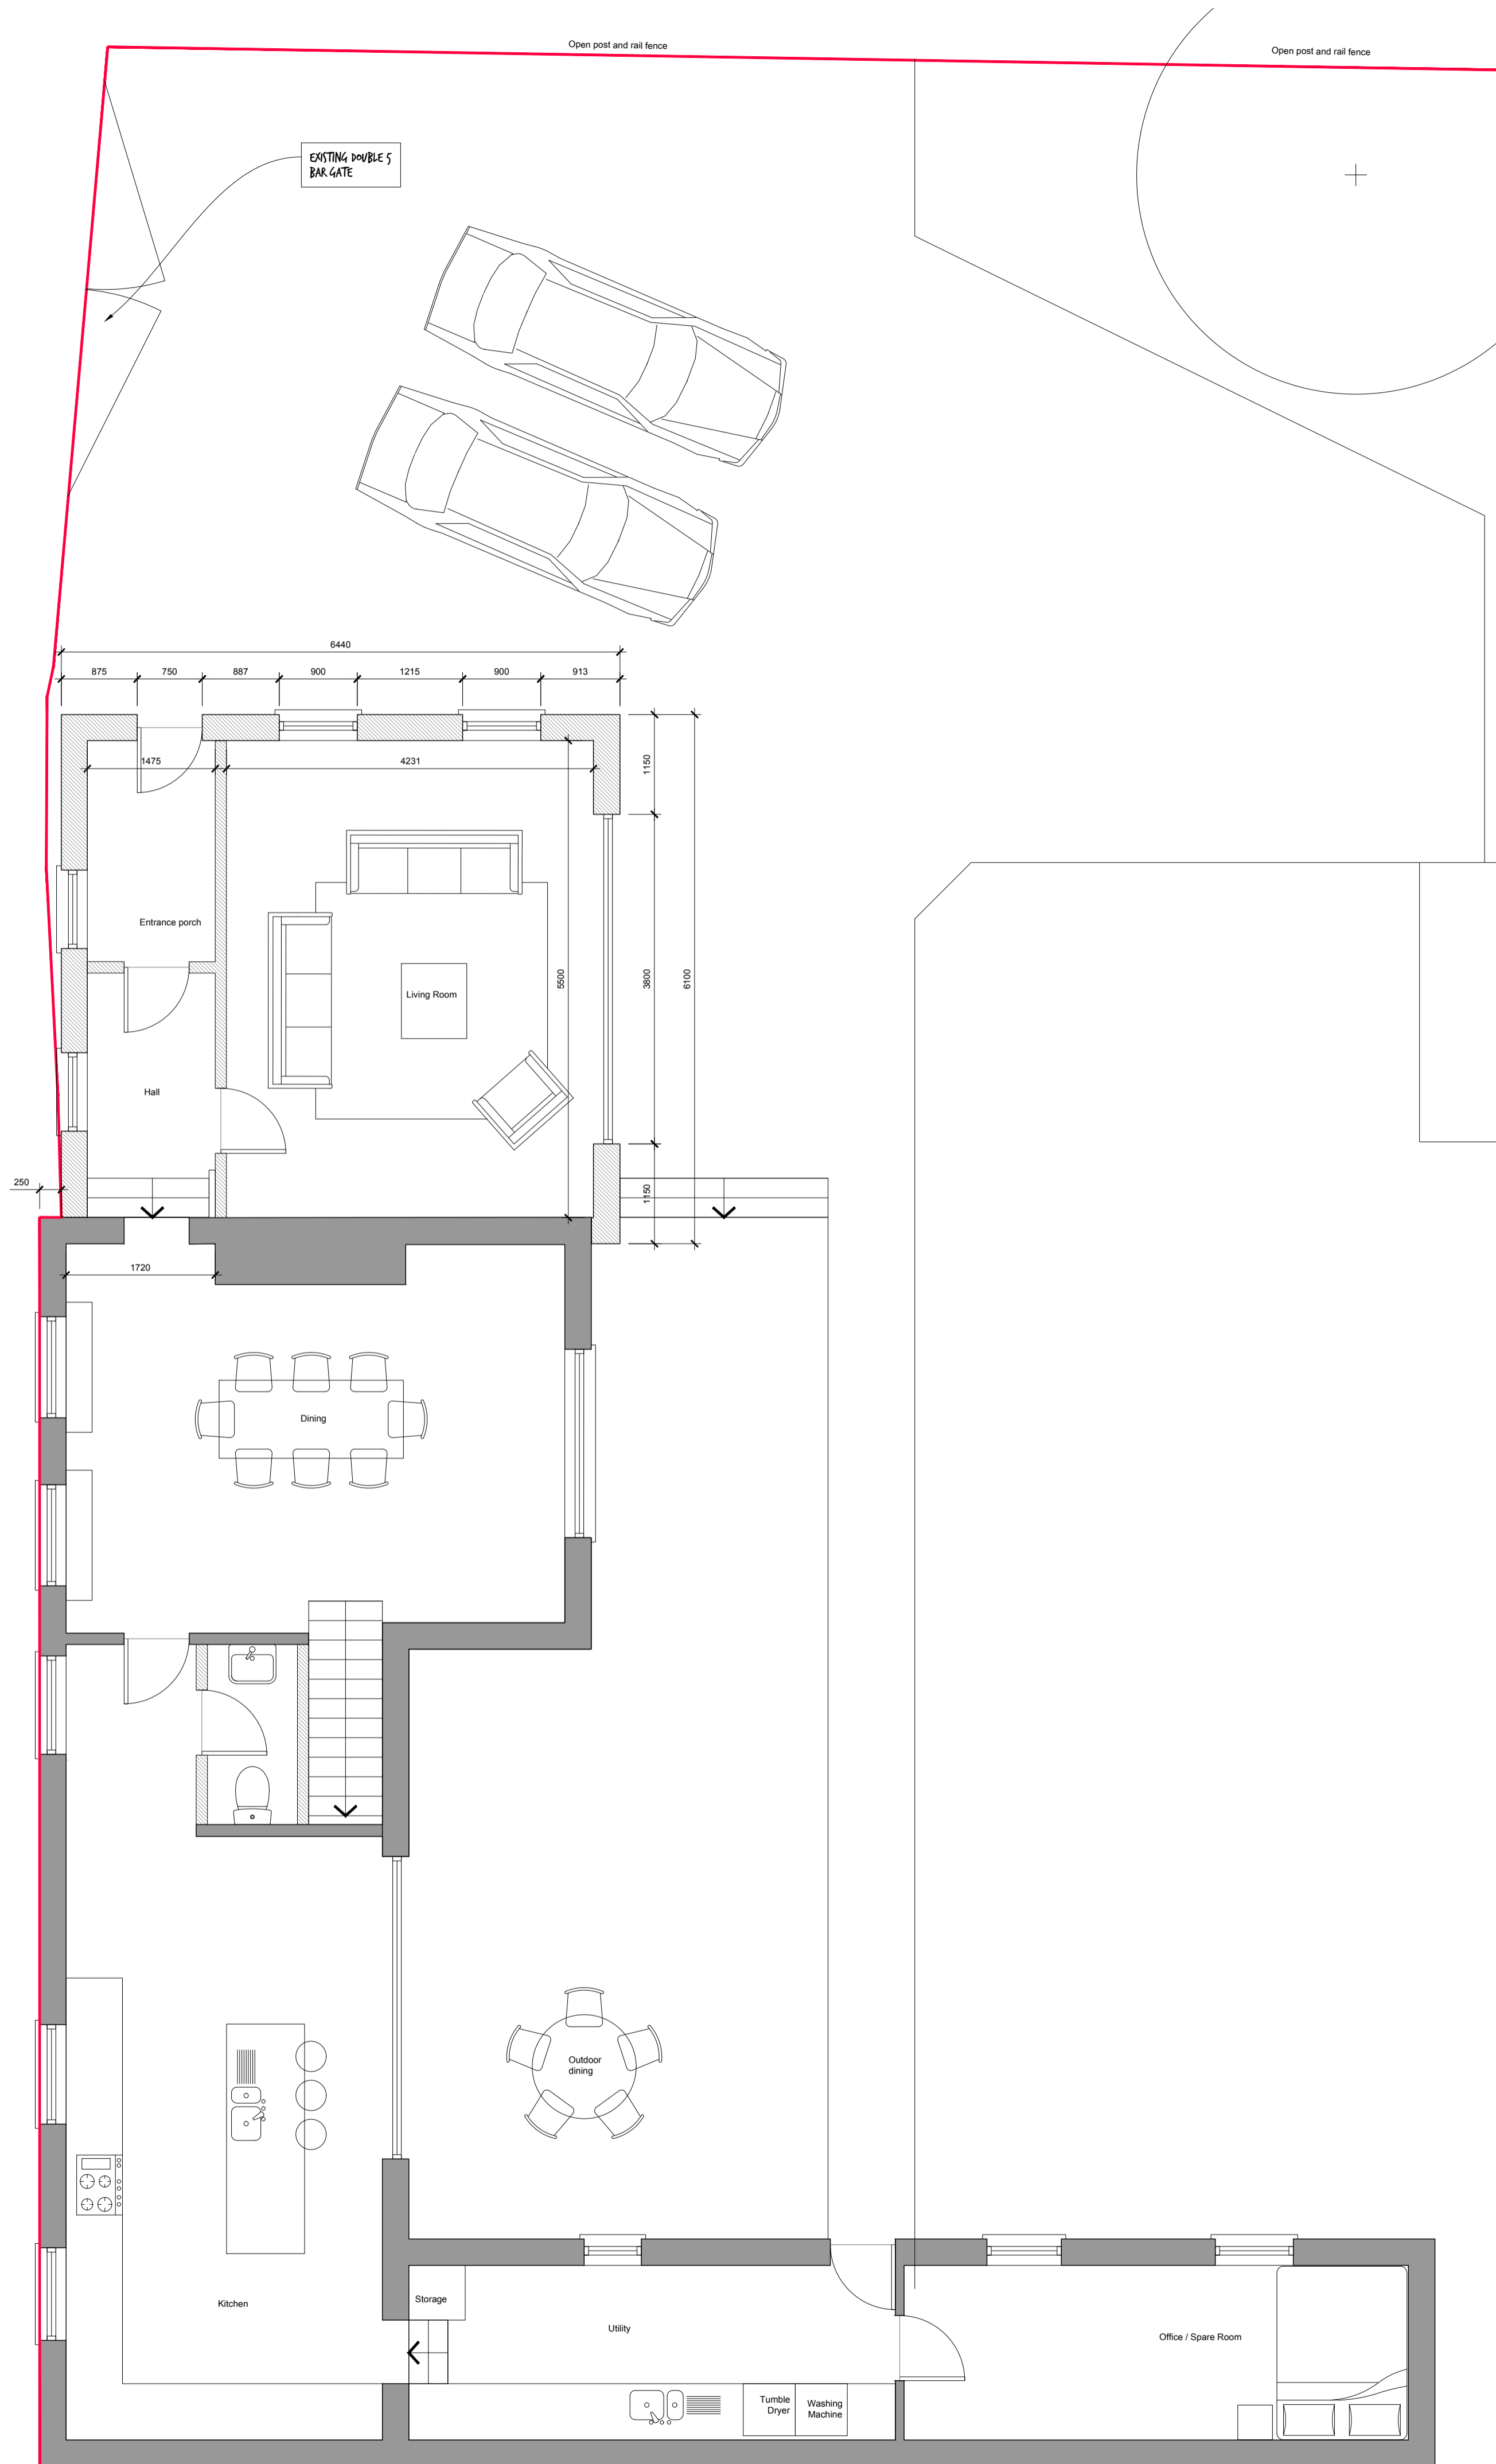 Open post and rail fence
Open post and rail fence
EXISTING DOUBLE 5
BAR GATE
6440
875
750
887
900
1215
900
913
1475
4231
1150
Entrance porch
Living Room
5500
3800
6100
Hall
250
1150
1720
Dining
Outdoor
dining
Kitchen
Storage
Utility
Office / Spare Room
Tumble
Dryer
Washing
Machine